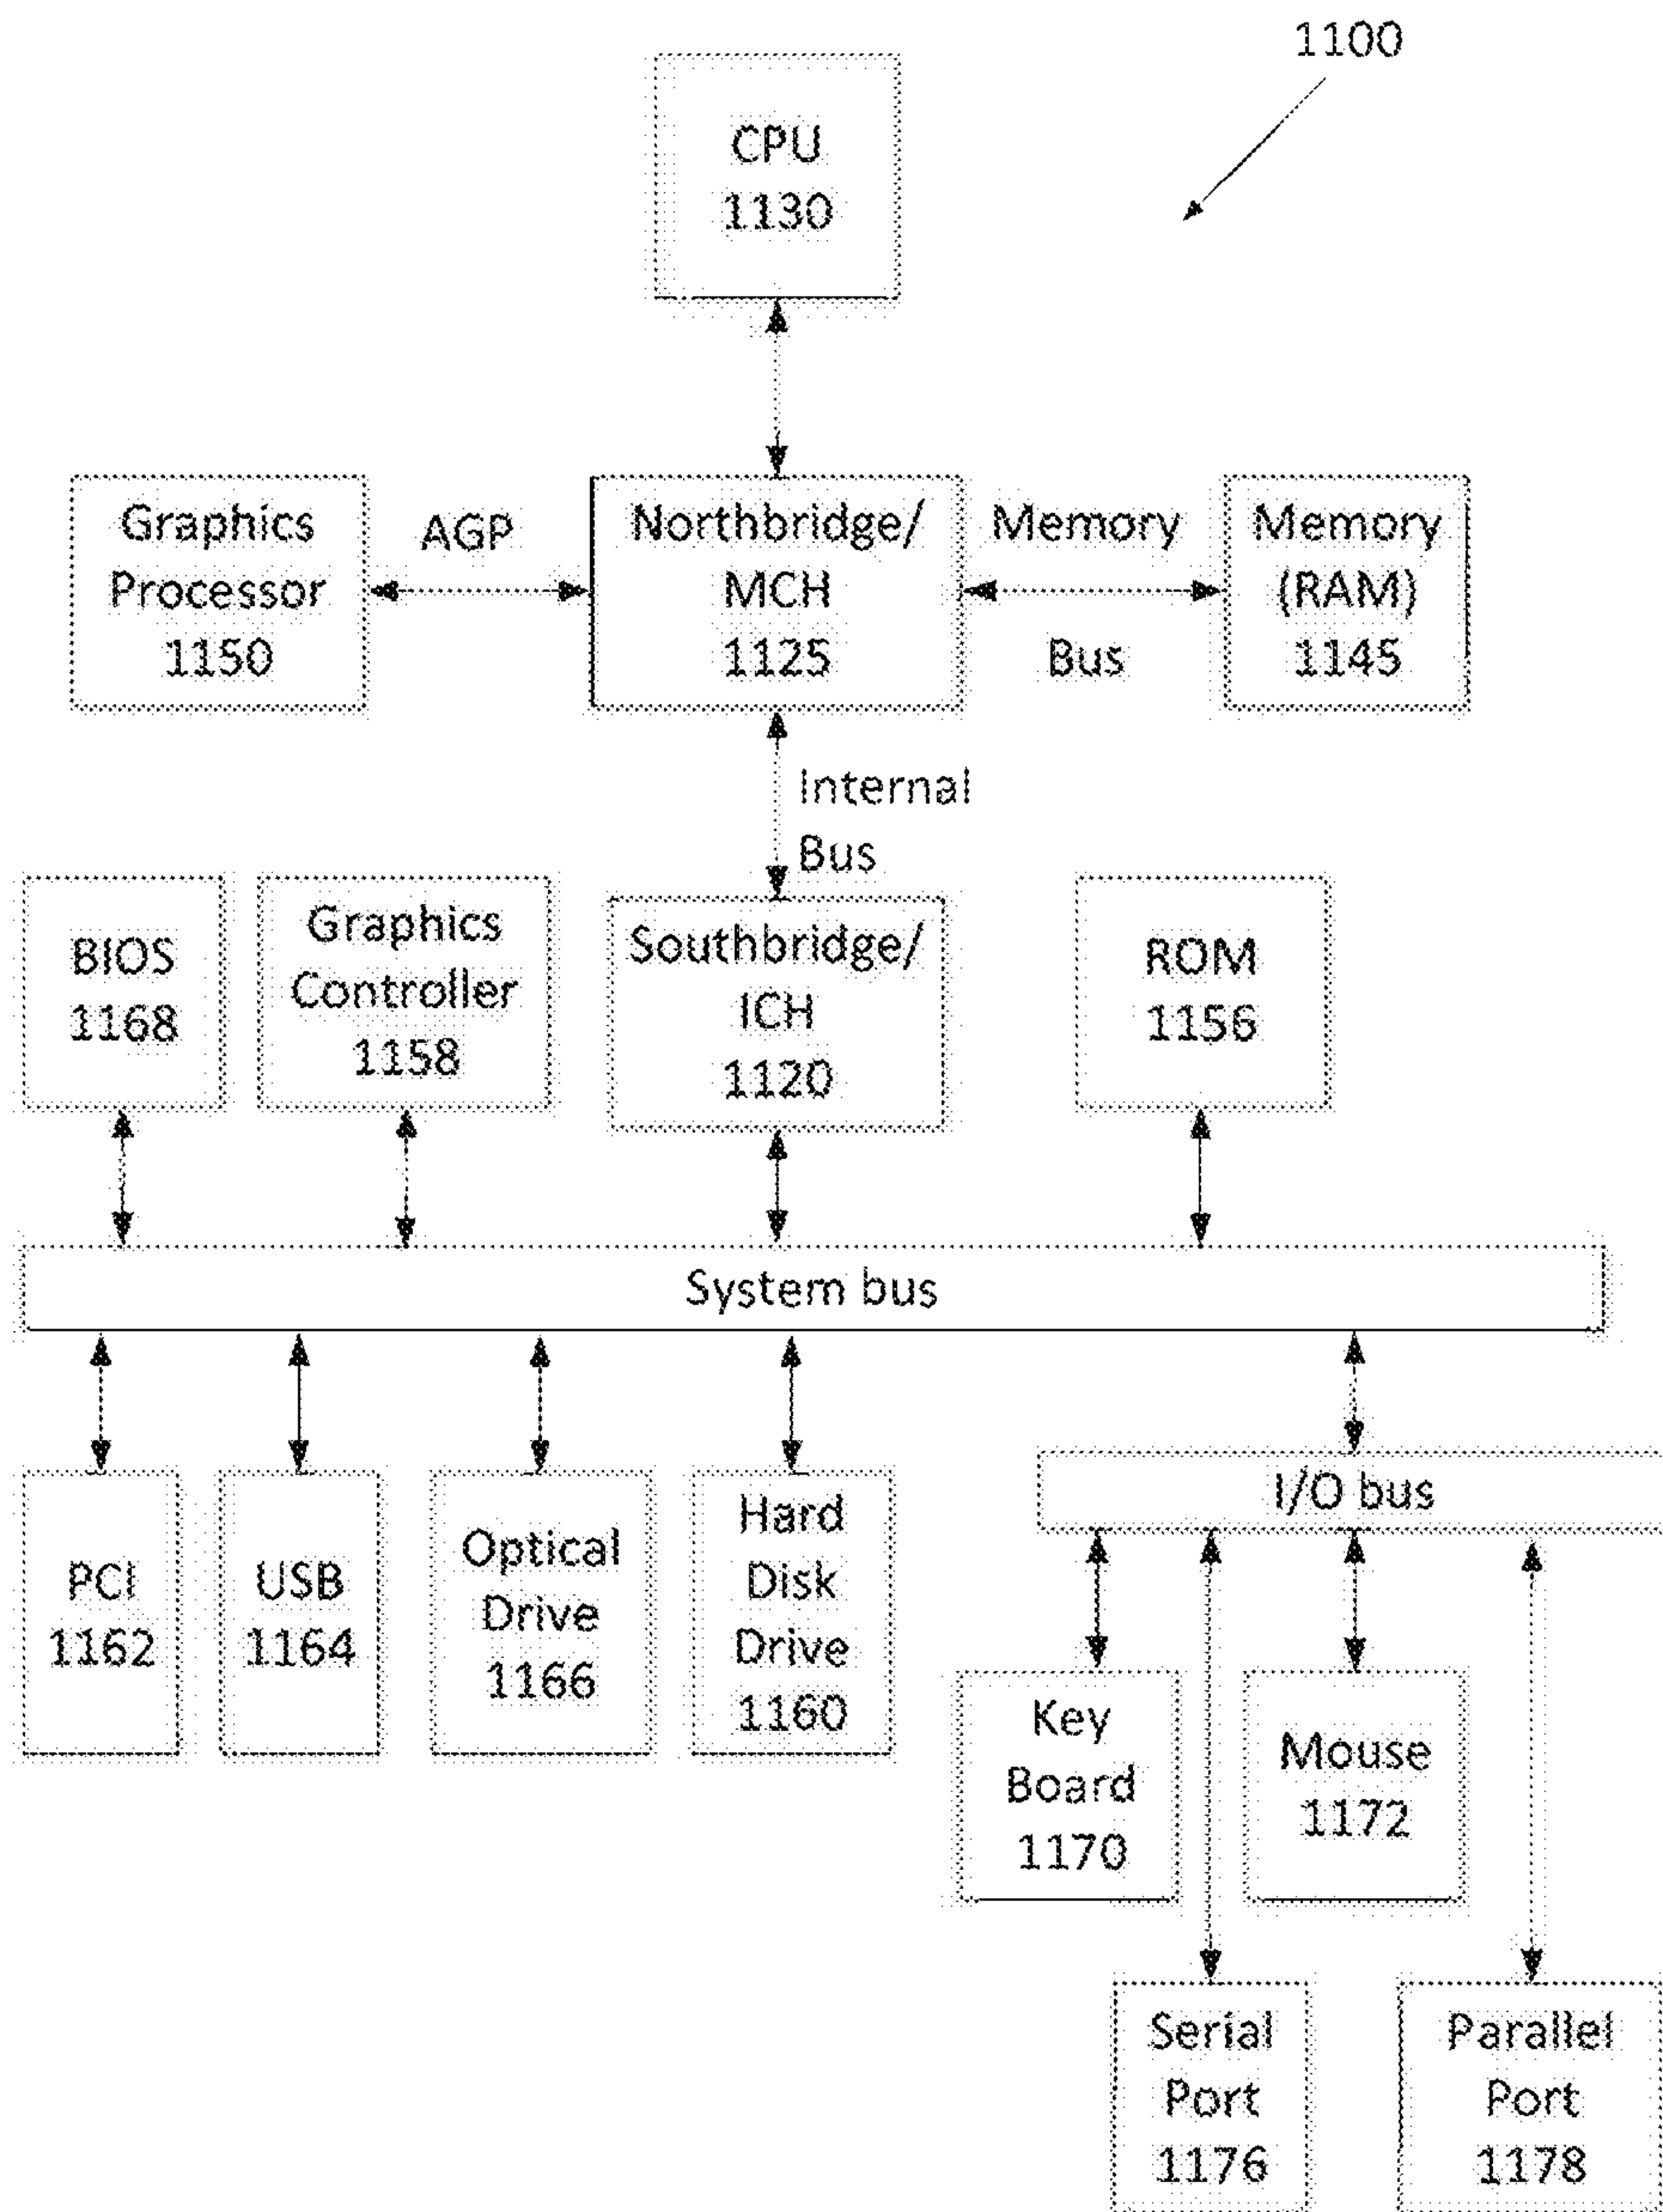 1100
CPU
1130
Graphics
Processor
1150
AGP
Northbridge/
MCH
1125
Memory
Bus
Memory
(RAM)
1145
Internal
Bus
BIOS
1168
Graphics
Controller
1158
Southbridge/
ICH
1120
ROM
1156
System bus
PCI
1162
USB
1164
Optical
Drive
1166
Hard
Disk
Drive
1160
I/O bus
Key
Board
1170
Mouse
1172
Serial
Port
1176
Parallel
Port
1178